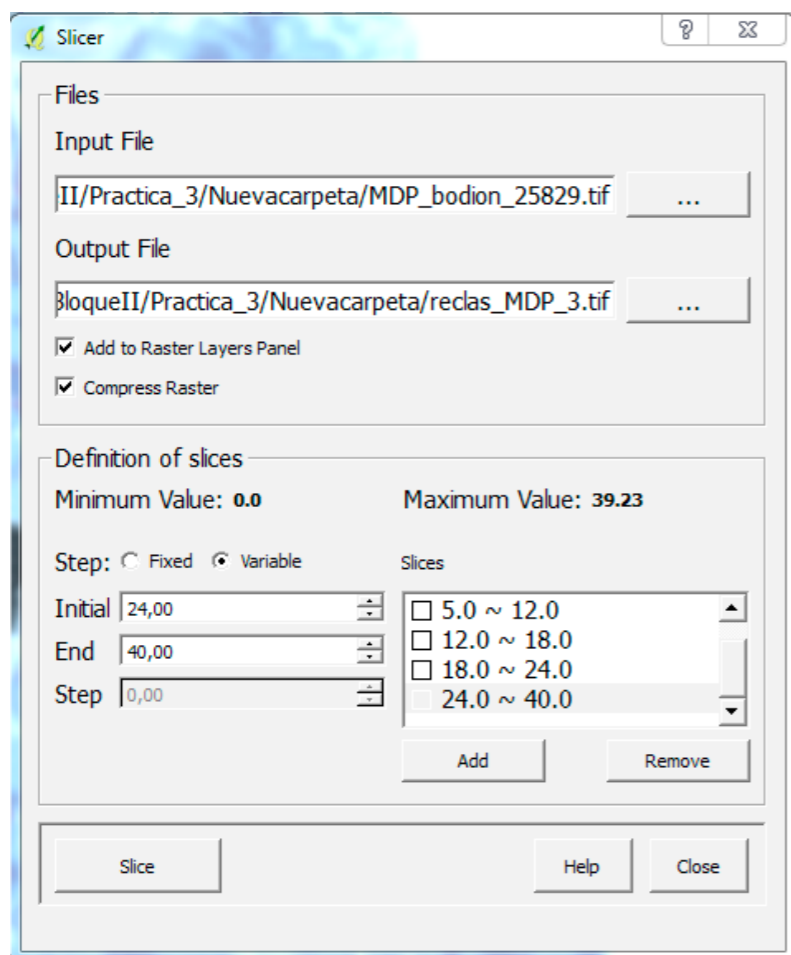 Slicer
Files
Input File
II/Practica_3/Nuevacarpeta/MDP_bodion_25829.tif
...
Output File
BloqueII/Practica_3/Nuevacarpeta/reclas_MDP_3.tif
...
Add to Raster Layers Panel
Compress Raster
Definition of slices
Minimum Value: 0.0
Maximum Value: 39.23
Step: Fixed Variable
Slices
Initial 24,00
End 40,00
Step 0,00
5.0 ~ 12.0
12.0 ~ 18.0
18.0 ~ 24.0
24.0 ~ 40.0
Add
Remove
Slice
Help
Close